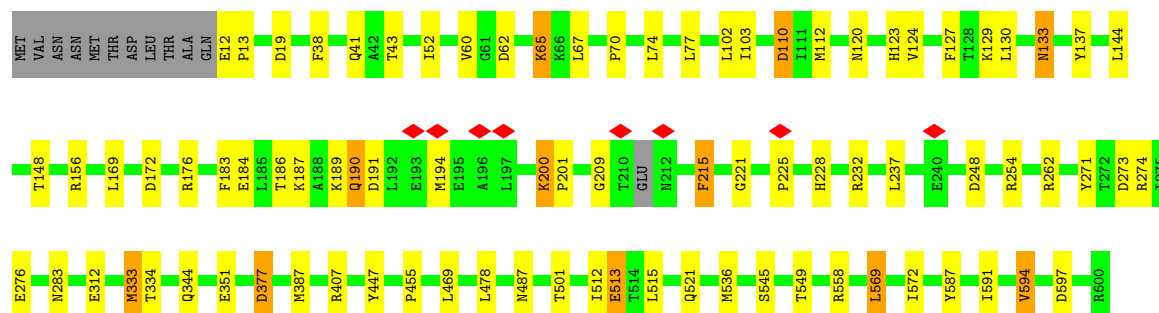 MET VAL ASN ASN MET THR ASP LEU THR ALA GLN E12 P13 D19 F38 Q41 A42 T43 I52 V60 G61 D62 K65 K66 L67 P70 L74 L77 L102 I103 D110 I111 M112 N120 H123 V124 F127 T128 K129 L130 N133 Y137 L144
T148 R156 L169 D172 R176 F183 E184 L185 T186 K187 A188 K189 Q190 D191 L192 E193 M194 E195 A196 L197 K200 P201 G209 T210 GLU N212 F215 G221 P225 H228 R232 L237 E240 D248 R254 R262 Y271 T272 D273 R274
E276 N283 E312 M333 T334 Q344 E351 D377 M387 R407 Y447 P455 L469 L478 N487 T501 I512 E513 T514 L515 Q521 M536 S545 T549 R558 L569 I572 Y587 I591 V594 D597 R600